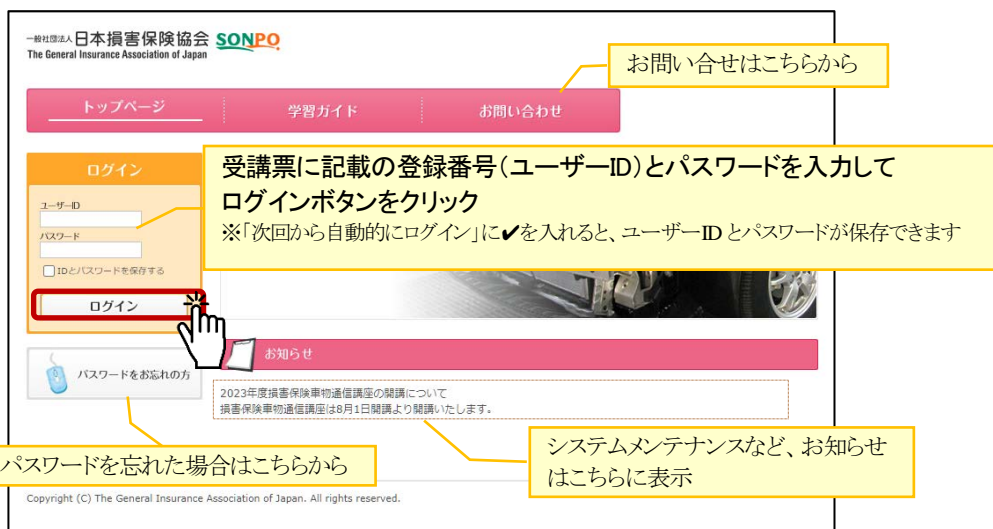 一般社団法人日本損害保険協会 SONPO
The General Insurance Association of Japan
お問い合せはこちらから
トップページ
学習ガイド
お問い合わせ
ログイン
受講票に記載の登録番号（ユーザーID）とパスワードを入力して
ログインボタンをクリック
※「次回から自動的にログイン」に✔を入れると、ユーザーIDとパスワードが保存できます
ユーザーID
パスワード
IDとパスワードを保存する
ログイン
お知らせ
パスワードをお忘れの方
2023年度損害保険車物通信講座の開講について
損害保険車物通信講座は8月1日開講より開講いたします。
パスワードを忘れた場合はこちらから
システムメンテナンスなど、お知らせ
はこちらに表示
Copyright (C) The General Insurance Association of Japan. All rights reserved.